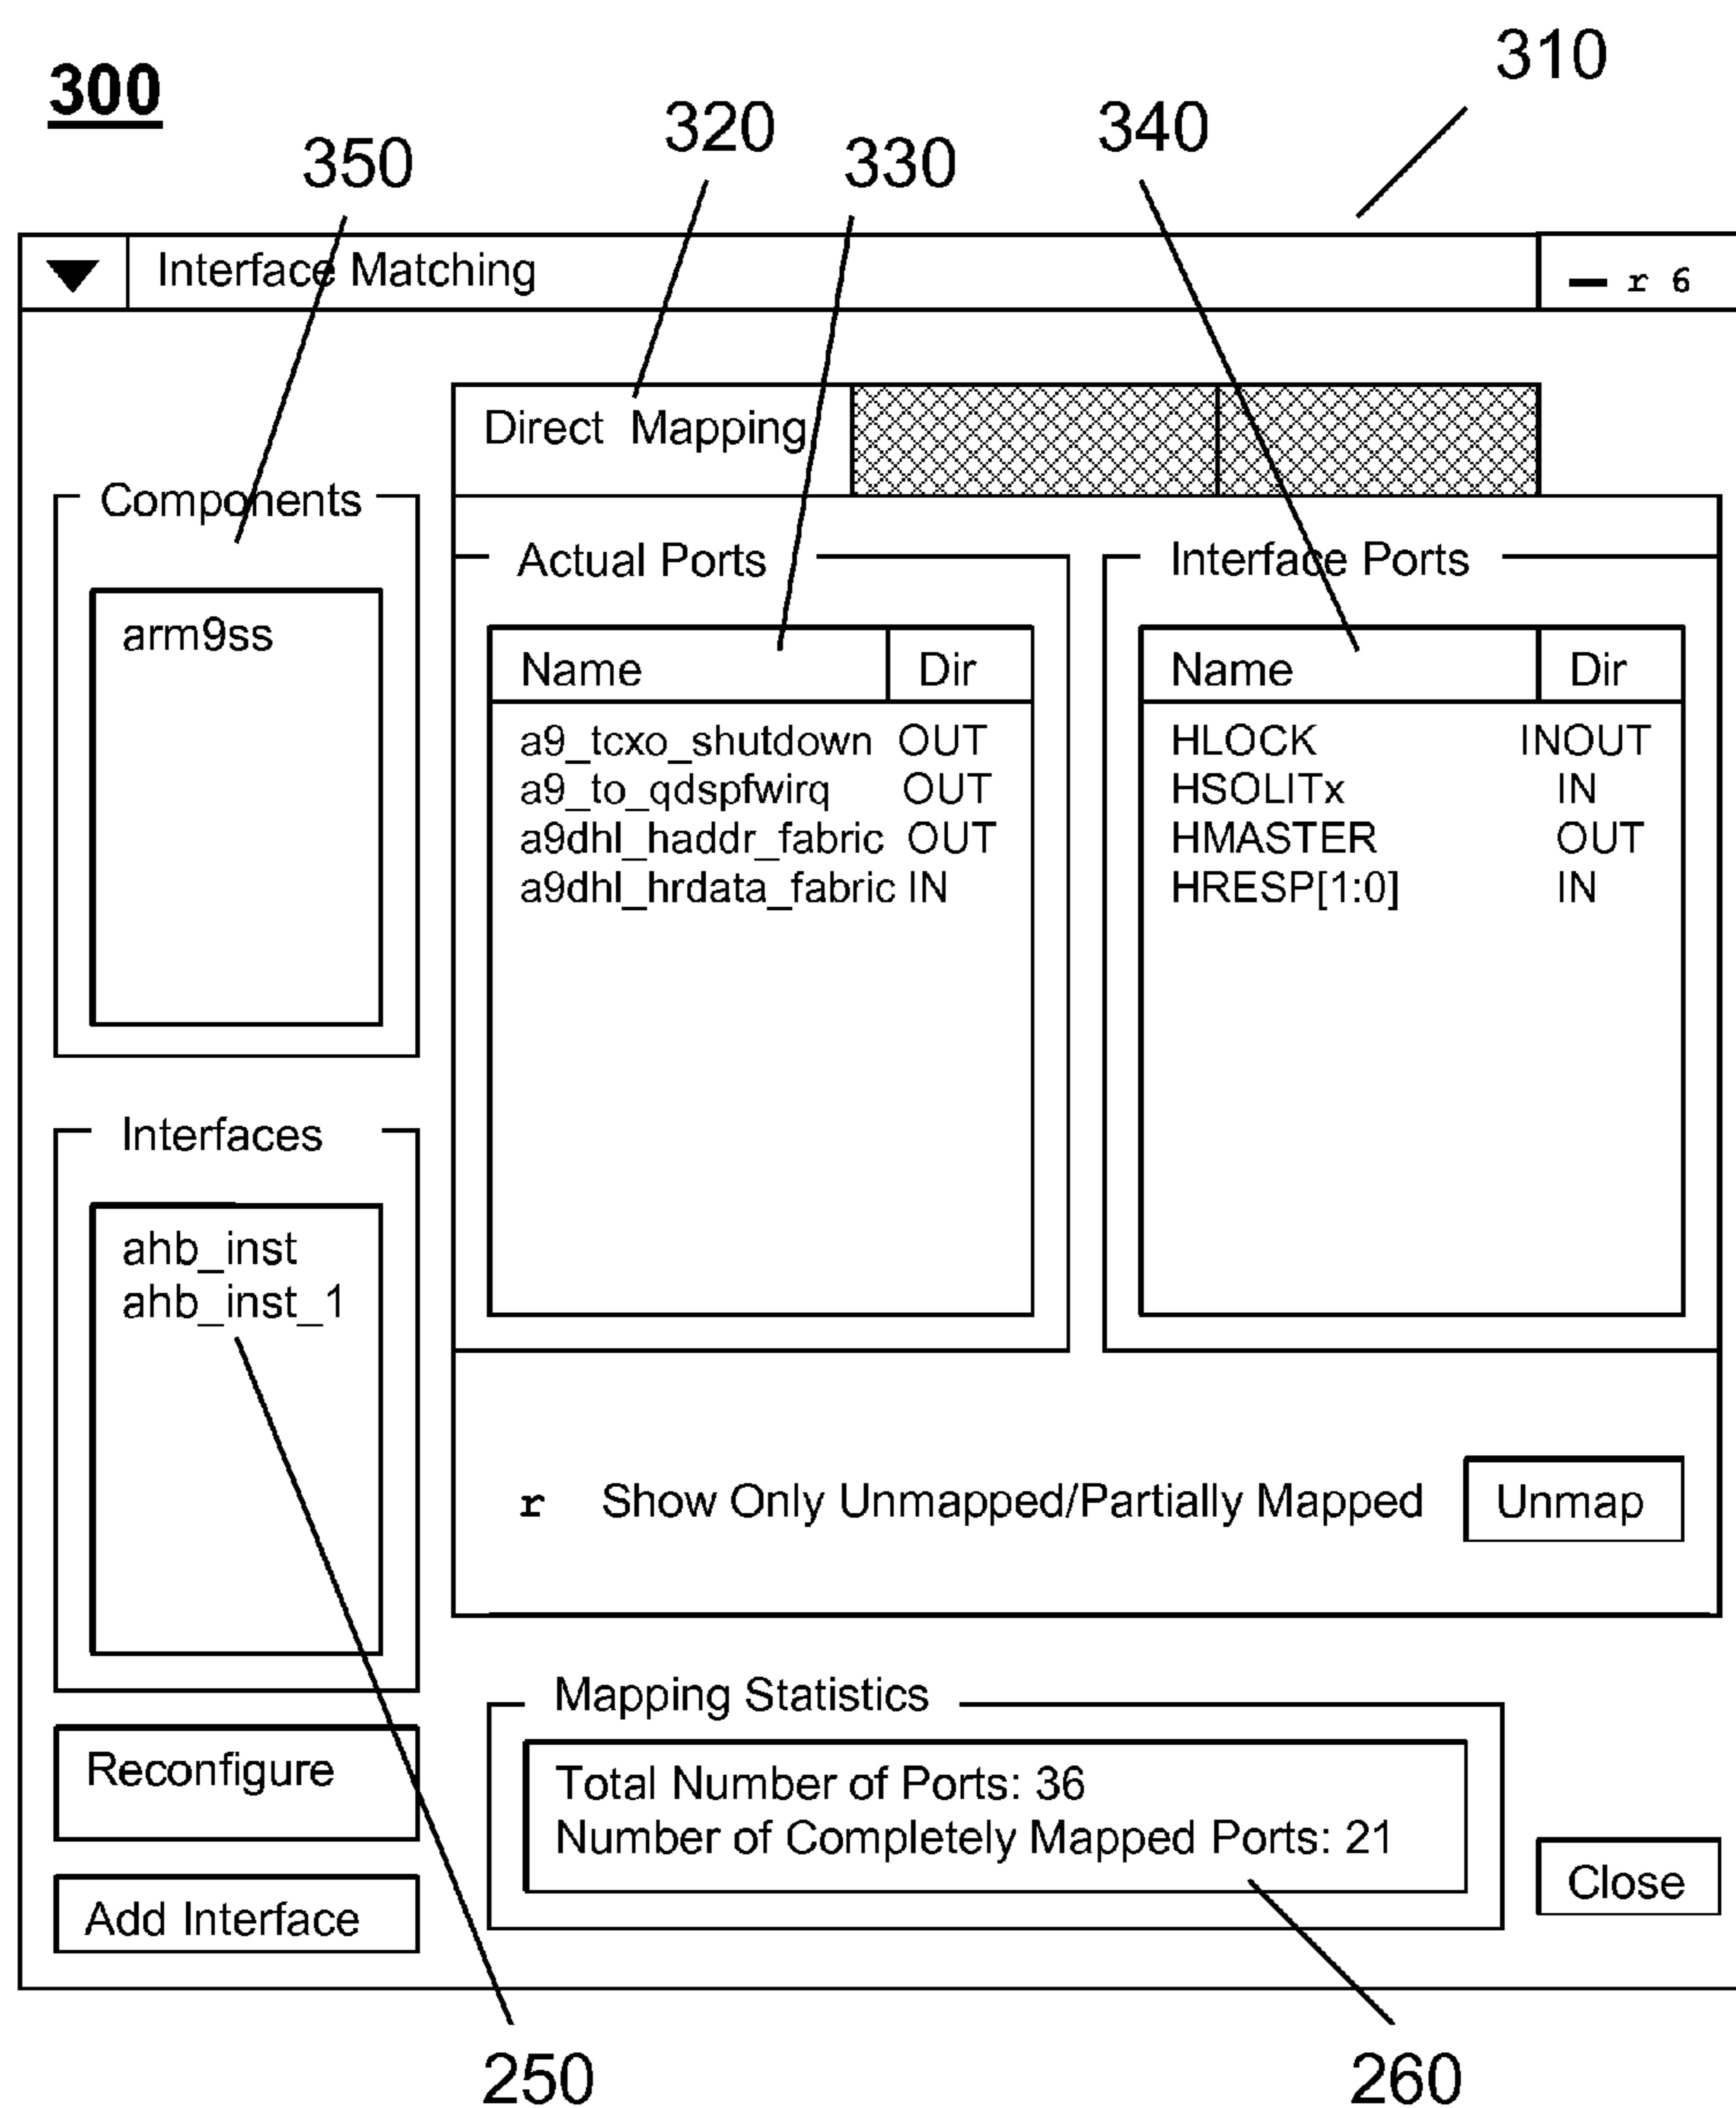 310
300
320
340
350
330
Interface Matching
r 6
Direct Mapping
Components
Actual Ports
Interface Ports
arm9ss
Name Dir
Name Dir
a9_tcxo_shutdown OUT
a9_to_qdspfwirq OUT
a9dhl_haddr_fabric OUT
a9dhl_hrdata_fabric IN
HLOCK INOUT
HSOLITx IN
HMASTER OUT
HRESP[1:0] IN
Interfaces
ahb_inst
ahb_inst_1
r Show Only Unmapped/Partially Mapped
Unmap
Mapping Statistics
Total Number of Ports: 36
Number of Completely Mapped Ports: 21
Reconfigure
Add Interface
Close
250
260